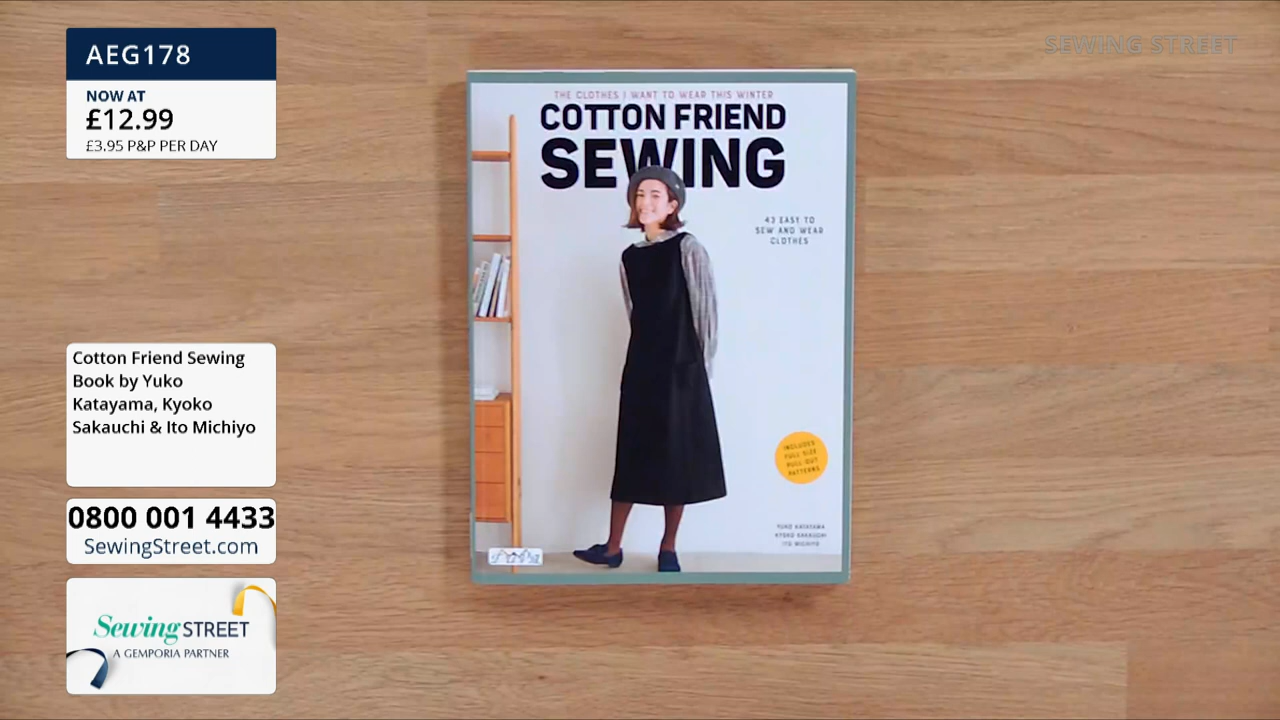 AEG178
NOW AT
£12.99
£3.95 P&P PER DAY
SEWING STREET
THE CLOTHES I WANT TO WEAR THIS WINTER
COTTON FRIEND
SEWING
43 EASY TO
SEW AND WEAR
CLOTHES
INCLUDES
FULL SIZE
PULL OUT
PATTERNS
YUKO KATAYAMA
KYOKO SAKAUCHI
ITO MICHIYO
Cotton Friend Sewing
Book by Yuko
Katayama, Kyoko
Sakauchi & Ito Michiyo
0800 001 4433
SewingStreet.com
Sewing STREET
A GEMPORIA PARTNER